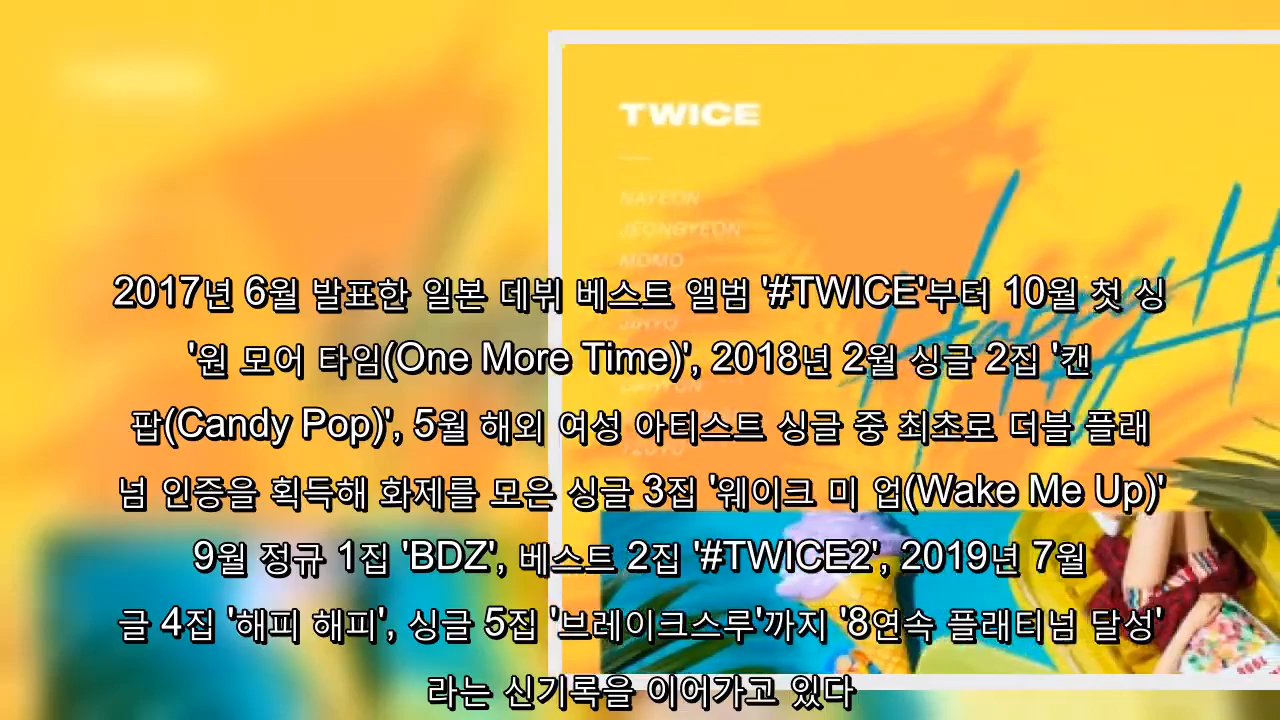 TWICE
NAYEON
JEONGYEON
MOMO
JIHYO
Happy H
2017년 6월 발표한 일본 데뷔 베스트 앨범 '#TWICE'부터 10월 첫 싱
'원 모어 타임(One More Time)', 2018년 2월 싱글 2집 '캔
팝(Candy Pop)', 5월 해외 여성 아티스트 싱글 중 최초로 더블 플래
넘 인증을 획득해 화제를 모은 싱글 3집 '웨이크 미 업(Wake Me Up)'
9월 정규 1집 'BDZ', 베스트 2집 '#TWICE2', 2019년 7월
글 4집 '해피 해피', 싱글 5집 '브레이크스루'까지 '8연속 플래티넘 달성'
라는 신기록을 이어가고 있다